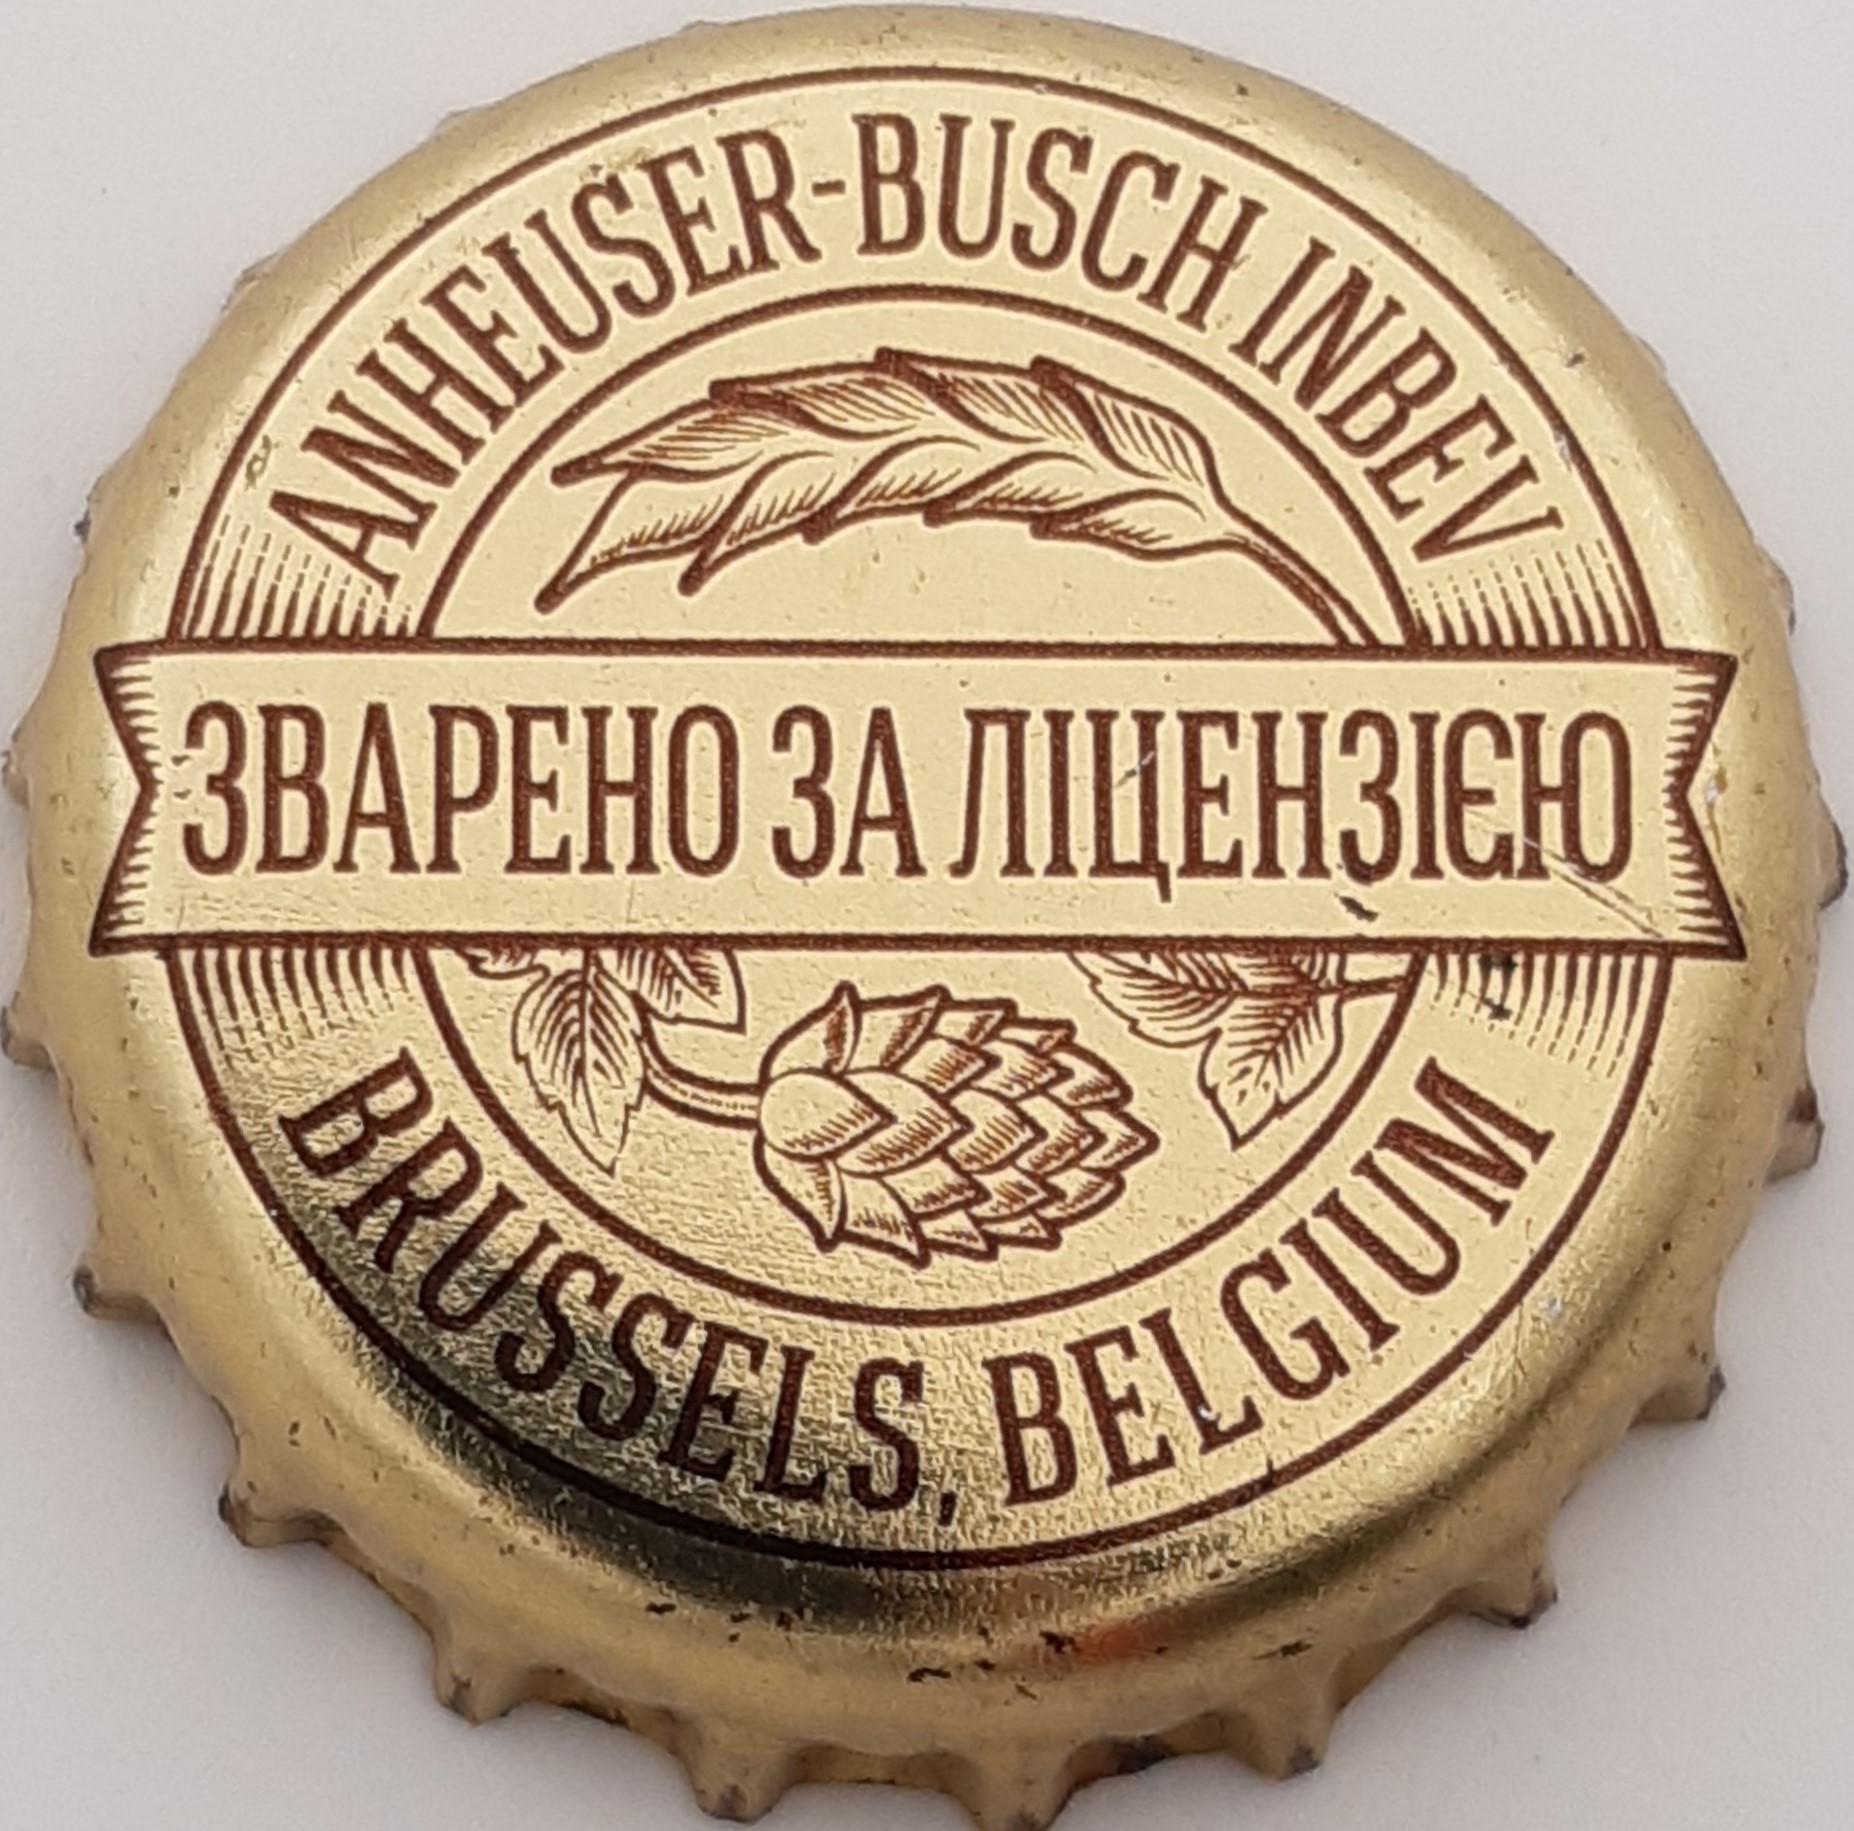 ANHEUSER-BUSCH INBEV
ЗВАРЕНО ЗА ЛІЦЕНЗІЄЮ
BRUSSELS, BELGIUM